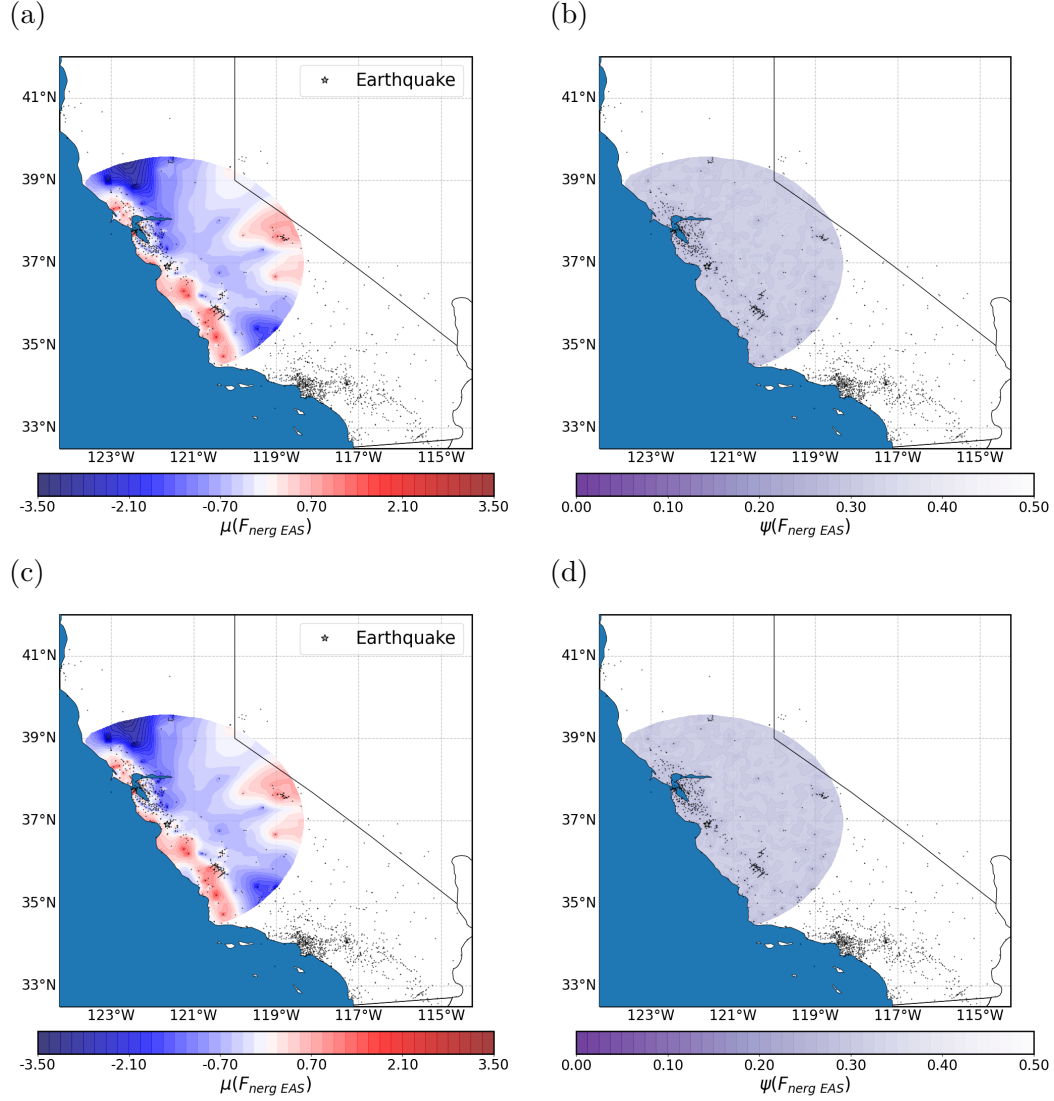 (a)
(b)
Earthquake
41°N
39°N
37°N
35°N
33°N
123°W 121°W 119°W 117°W 115°W
-3.50 -2.10 -0.70 0.70 2.10 3.50
μ(F_nerg EAS)
41°N
39°N
37°N
35°N
33°N
123°W 121°W 119°W 117°W 115°W
0.00 0.10 0.20 0.30 0.40 0.50
ψ(F_nerg EAS)
(c)
(d)
Earthquake
41°N
39°N
37°N
35°N
33°N
123°W 121°W 119°W 117°W 115°W
-3.50 -2.10 -0.70 0.70 2.10 3.50
μ(F_nerg EAS)
41°N
39°N
37°N
35°N
33°N
123°W 121°W 119°W 117°W 115°W
0.00 0.10 0.20 0.30 0.40 0.50
ψ(F_nerg EAS)